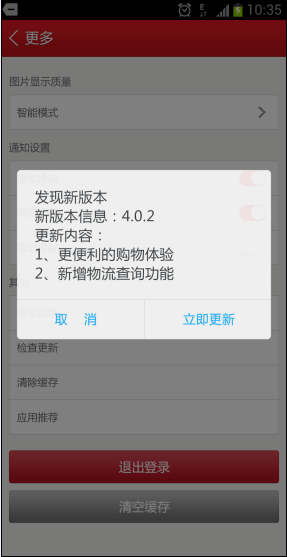 10:35
更多
图片显示质量
智能模式
通知设置
发现新版本
新版本信息：4.0.2
更新内容：
1、更便利的购物体验
2、新增物流查询功能
取 消
立即更新
检查更新
清除缓存
应用推荐
退出登录
清空缓存